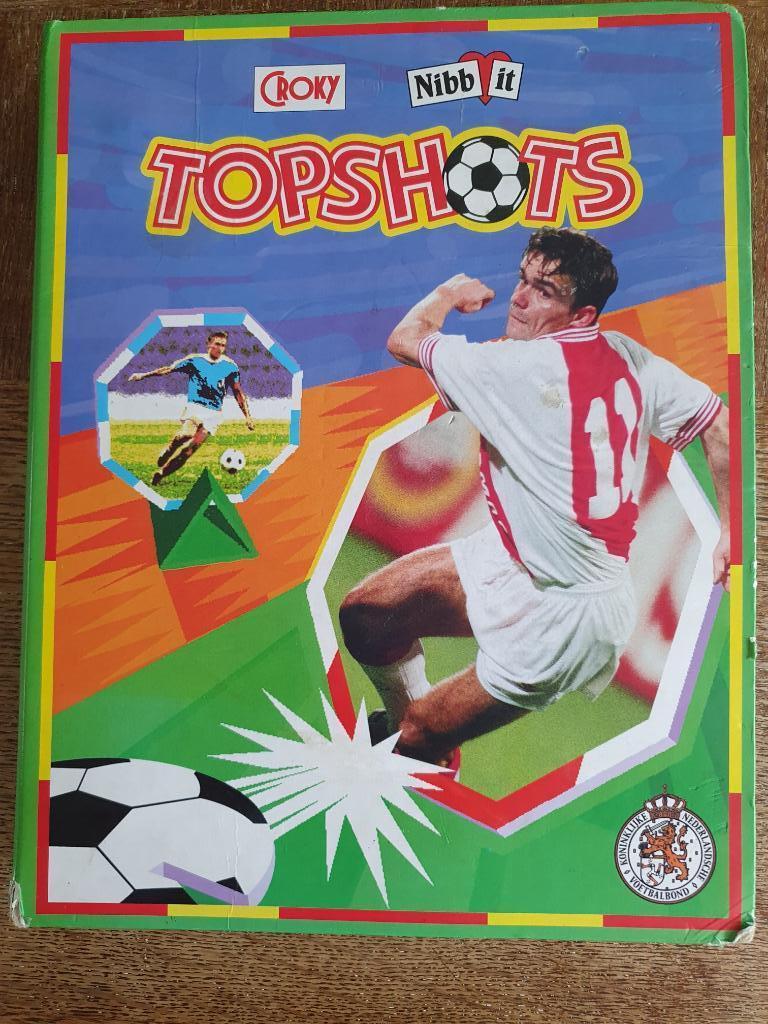 CROKY Nibb it
TOPSHOTS
11
KONINKLIJKE NEDERLANDSCHE VOETBALBOND